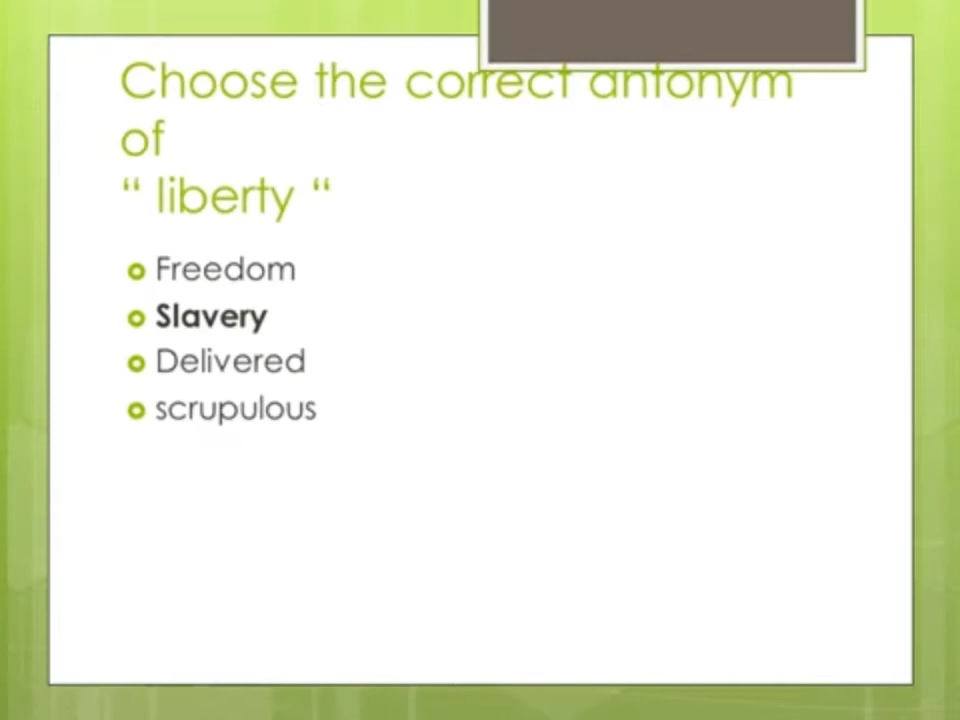 Choose the correct antonym
of
“ liberty “
Freedom
Slavery
Delivered
scrupulous